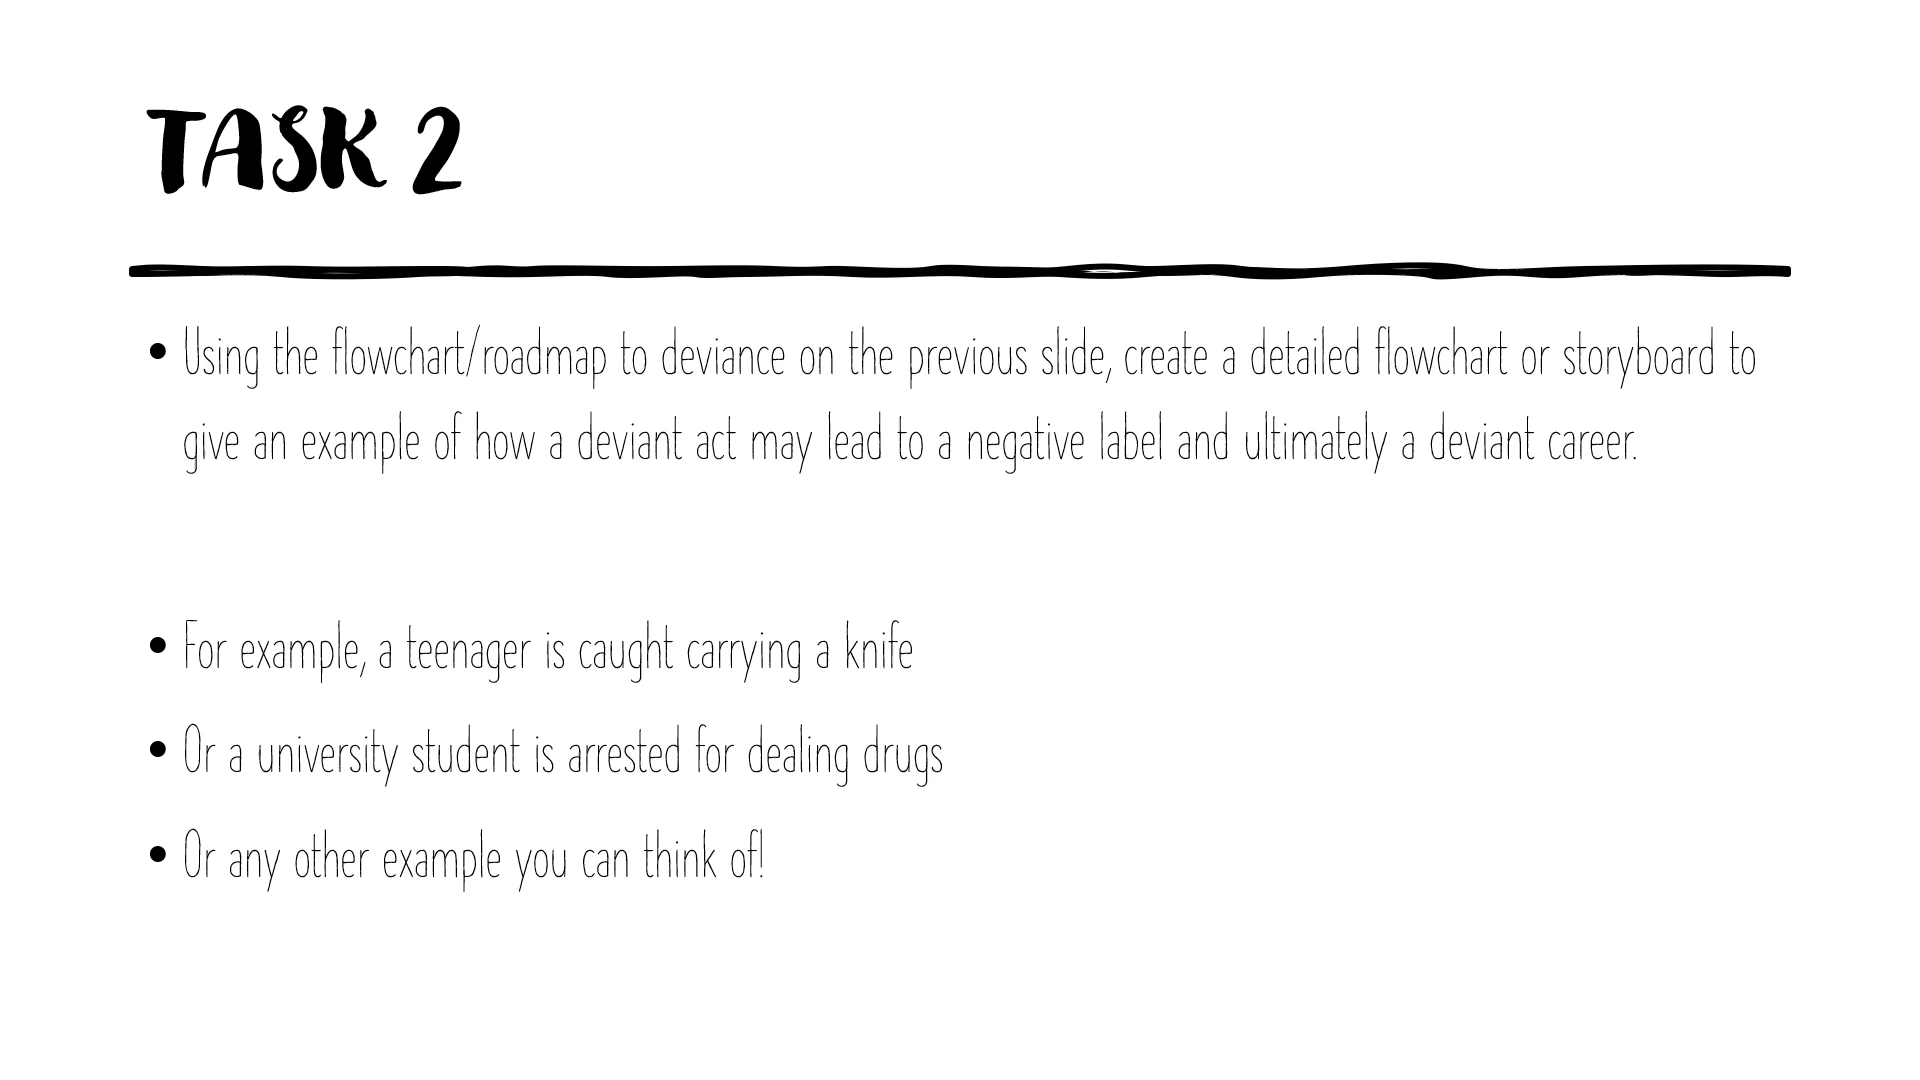 TASK 2
• Using the flowchart/roadmap to deviance on the previous slide, create a detailed flowchart or storyboard to
give an example of how a deviant act may lead to a negative label and ultimately a deviant career.
• For example, a teenager is caught carrying a knife
• Or a university student is arrested for dealing drugs
• Or any other example you can think of!